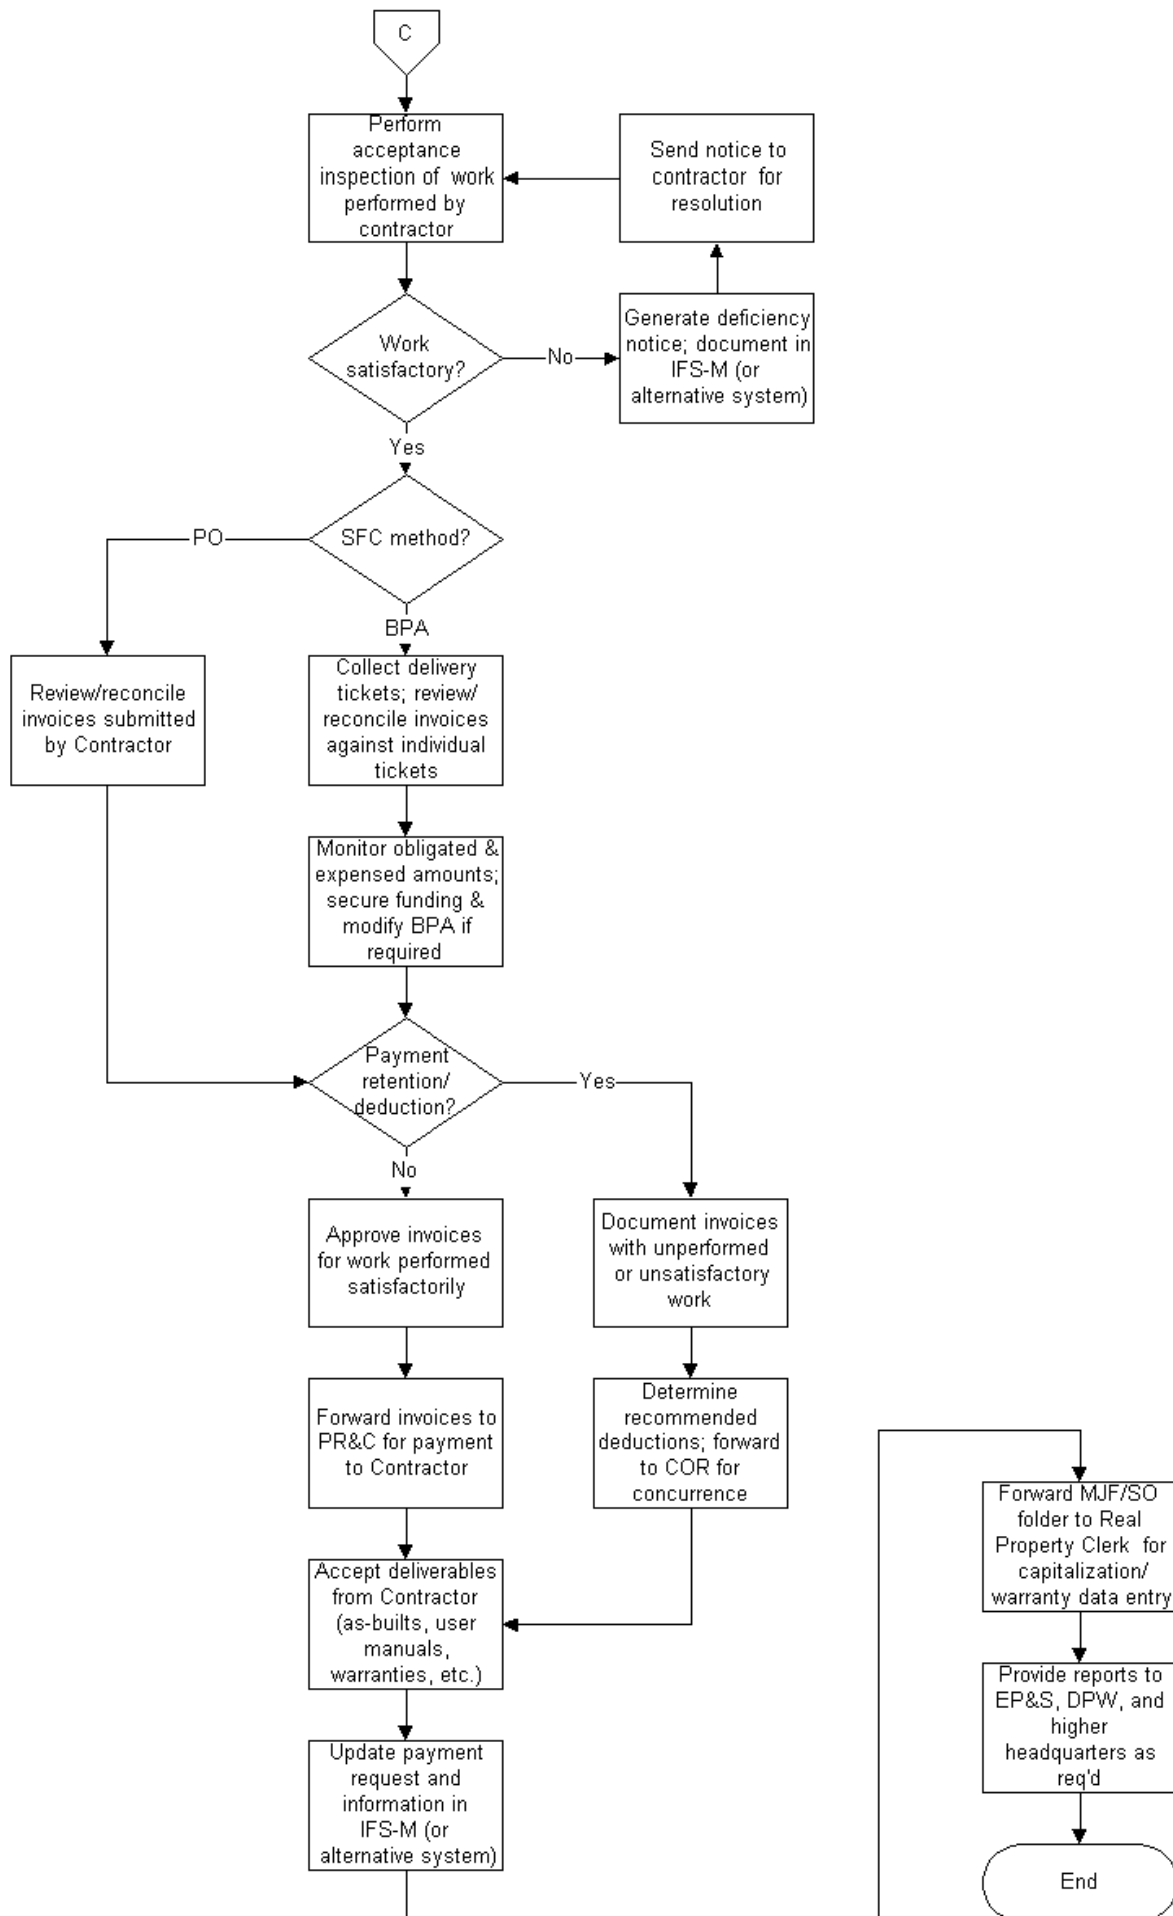 C
Perform
acceptance
inspection of work
performed by
contractor
Send notice to
contractor for
resolution
Work
satisfactory?
No
Generate deficiency
notice; document in
IFS-M (or
alternative system)
Yes
SFC method?
PO
BPA
Review/reconcile
invoices submitted
by Contractor
Collect delivery
tickets; review/
reconcile invoices
against individual
tickets
Monitor obligated &
expensed amounts;
secure funding &
modify BPA if
required
Payment
retention/
deduction?
Yes
No
Approve invoices
for work performed
satisfactorily
Document invoices
with unperformed
or unsatisfactory
work
Forward invoices to
PR&C for payment
to Contractor
Determine
recommended
deductions; forward
to COR for
concurrence
Accept deliverables
from Contractor
(as-builts, user
manuals,
warranties, etc.)
Update payment
request and
information in
IFS-M (or
alternative system)
Forward MJF/SO
folder to Real
Property Clerk for
capitalization/
warranty data entry
Provide reports to
EP&S, DPW, and
higher
headquarters as
req'd
End